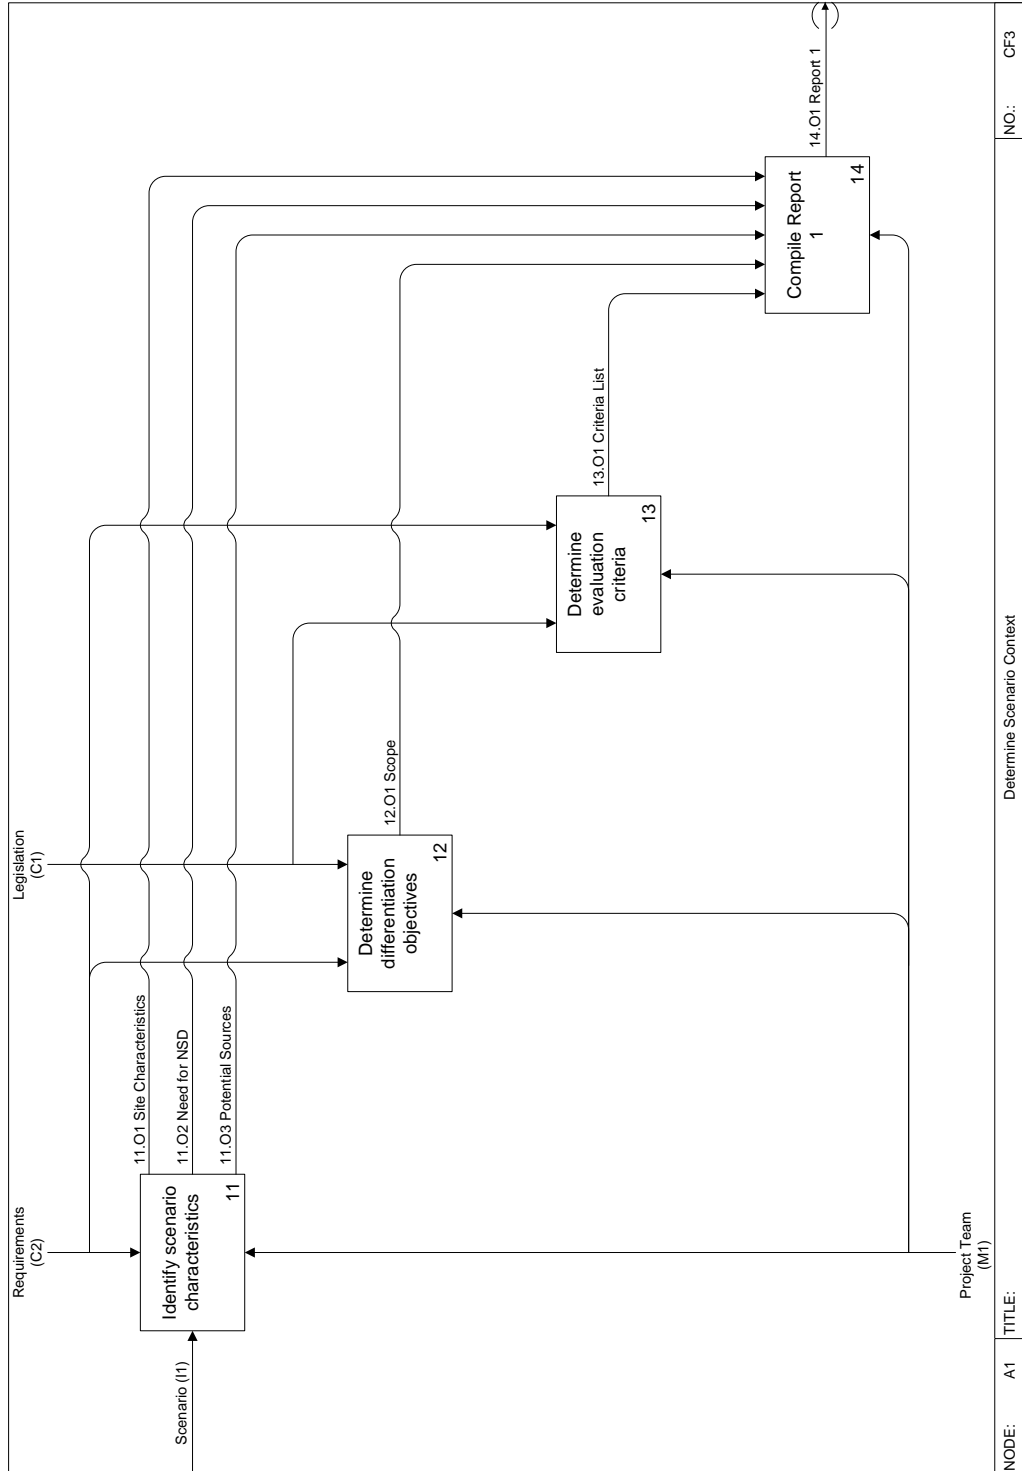 Requirements
(C2)
Legislation
(C1)
Scenario (I1)
Identify scenario
characteristics
11
11.O1 Site Characteristics
11.O2 Need for NSD
11.O3 Potential Sources
Determine
differentiation
objectives
12
12.O1 Scope
Determine
evaluation
criteria
13
13.O1 Criteria List
Compile Report
1
14
14.O1 Report 1
Project Team
(M1)
NODE: A1 TITLE: Determine Scenario Context NO.: CF3